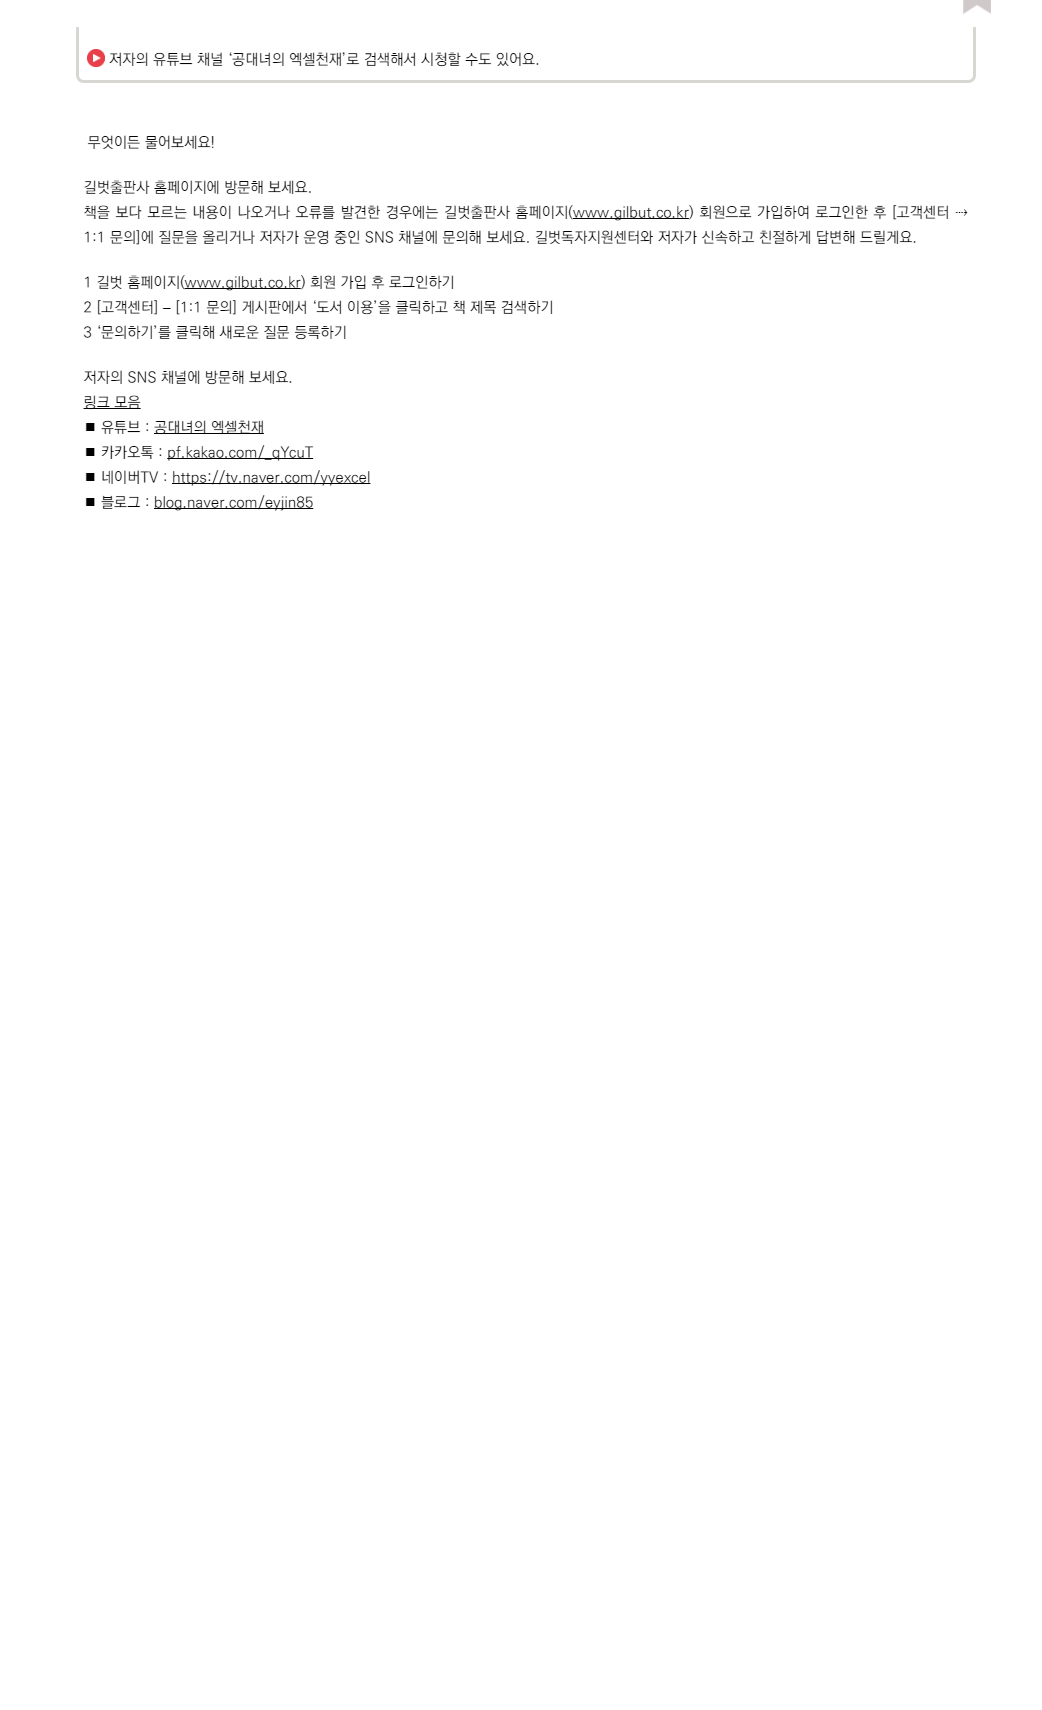 저자의 유튜브 채널 ‘공대녀의 엑셀천재’로 검색해서 시청할 수도 있어요.
무엇이든 물어보세요!
길벗출판사 홈페이지에 방문해 보세요.
책을 보다 모르는 내용이 나오거나 오류를 발견한 경우에는 길벗출판사 홈페이지(www.gilbut.co.kr) 회원으로 가입하여 로그인한 후 [고객센터 ⇢
1:1 문의]에 질문을 올리거나 저자가 운영 중인 SNS 채널에 문의해 보세요. 길벗독자지원센터와 저자가 신속하고 친절하게 답변해 드릴게요.
1 길벗 홈페이지(www.gilbut.co.kr) 회원 가입 후 로그인하기
2 [고객센터] – [1:1 문의] 게시판에서 ‘도서 이용’을 클릭하고 책 제목 검색하기
3 ‘문의하기’를 클릭해 새로운 질문 등록하기
저자의 SNS 채널에 방문해 보세요.
링크 모음
■ 유튜브 : 공대녀의 엑셀천재
■ 카카오톡 : pf.kakao.com/_qYcuT
■ 네이버TV : https://tv.naver.com/yyexcel
■ 블로그 : blog.naver.com/eyjin85